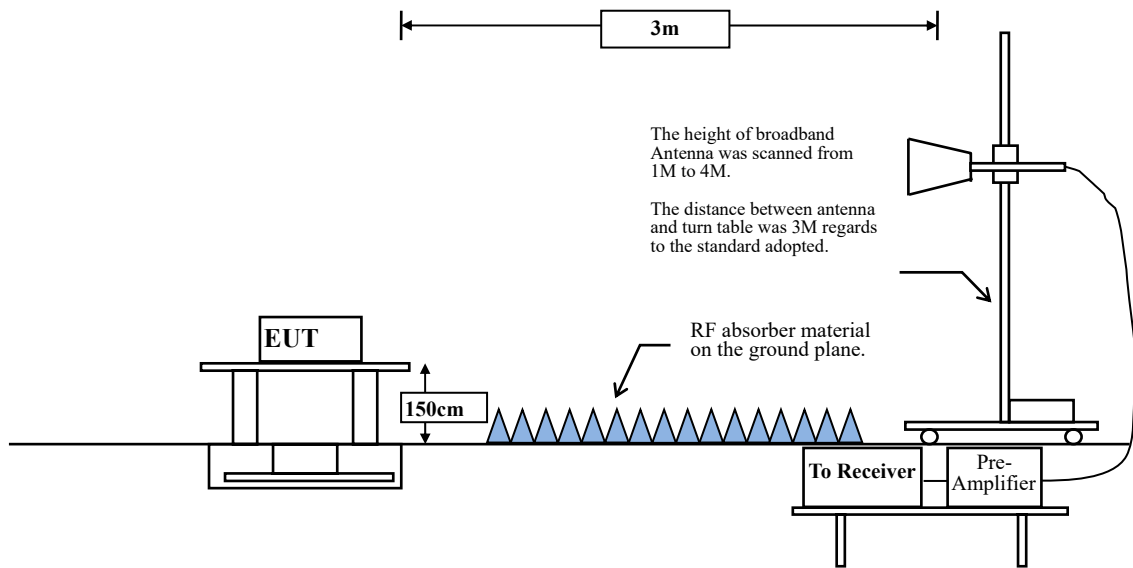 3m
The height of broadband
Antenna was scanned from
1M to 4M.
The distance between antenna
and turn table was 3M regards
to the standard adopted.
EUT
RF absorber material
on the ground plane.
150cm
To Receiver
Pre-
Amplifier